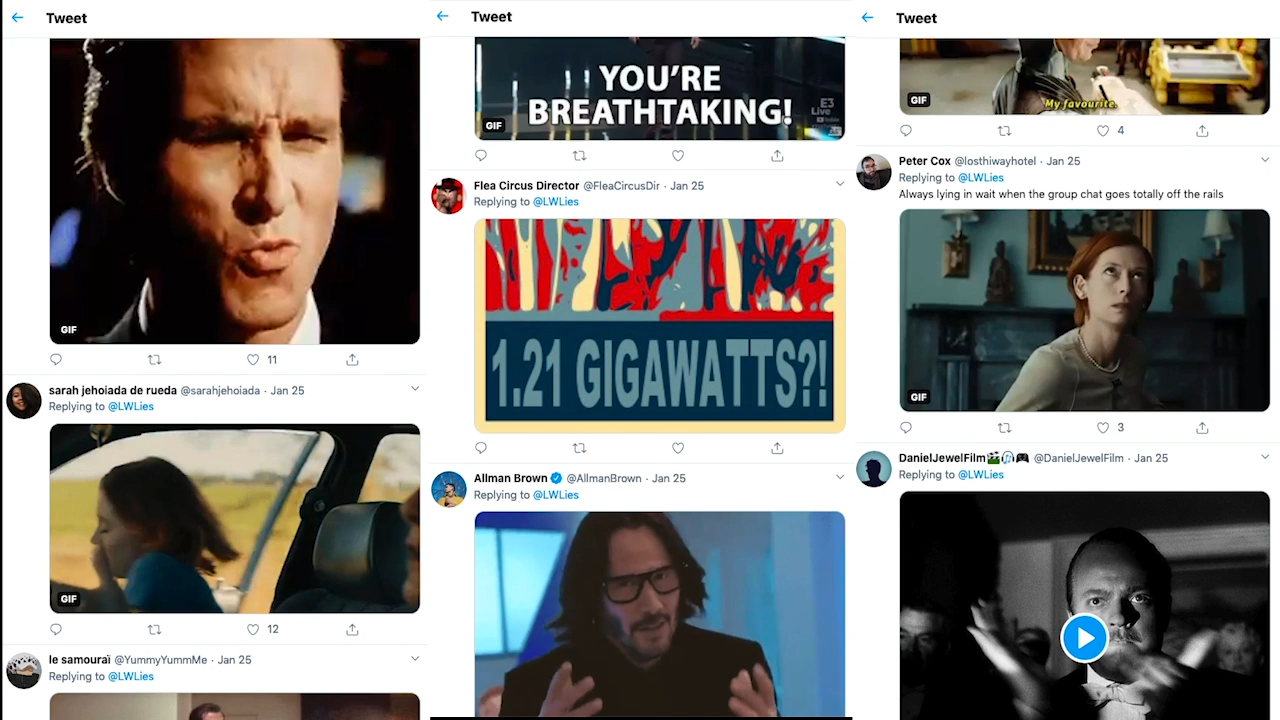 Tweet
GIF
11
sarah jehoiada de rueda @sarahjehoiada · Jan 25
Replying to @LWLies
GIF
12
le samouraï @YummyYummMe · Jan 25
Replying to @LWLies
Tweet
YOU'RE
BREATHTAKING!
E3
Live
GIF
Flea Circus Director @FleaCircusDir · Jan 25
Replying to @LWLies
1.21 GIGAWATTS?!
Allman Brown @AllmanBrown · Jan 25
Replying to @LWLies
Tweet
GIF
My favourite.
4
Peter Cox @losthiwayhotel · Jan 25
Replying to @LWLies
Always lying in wait when the group chat goes totally off the rails
GIF
3
DanielJewelFilm @DanielJewelFilm · Jan 25
Replying to @LWLies